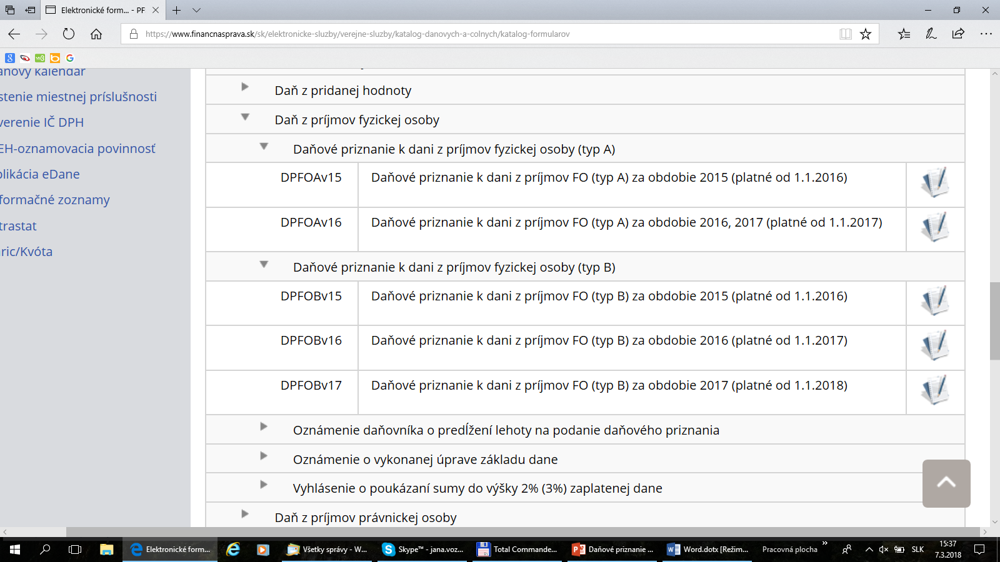 Elektronické form... - PF
https://www.financnasprava.sk/sk/elektronicke-sluzby/verejne-sluzby/katalog-danovych-a-colnych/katalog-formularov
anový kalendár
stenie miestnej príslušnosti
verenie IČ DPH
EH-oznamovacia povinnosť
plikácia eDane
formačné zoznamy
trastat
ric/Kvóta
Daň z pridanej hodnoty
Daň z príjmov fyzickej osoby
Daňové priznanie k dani z príjmov fyzickej osoby (typ A)
DPFOAv15 Daňové priznanie k dani z príjmov FO (typ A) za obdobie 2015 (platné od 1.1.2016)
DPFOAv16 Daňové priznanie k dani z príjmov FO (typ A) za obdobie 2016, 2017 (platné od 1.1.2017)
Daňové priznanie k dani z príjmov fyzickej osoby (typ B)
DPFOBv15 Daňové priznanie k dani z príjmov FO (typ B) za obdobie 2015 (platné od 1.1.2016)
DPFOBv16 Daňové priznanie k dani z príjmov FO (typ B) za obdobie 2016 (platné od 1.1.2017)
DPFOBv17 Daňové priznanie k dani z príjmov FO (typ B) za obdobie 2017 (platné od 1.1.2018)
Oznámenie daňovníka o predĺžení lehoty na podanie daňového priznania
Oznámenie o vykonanej úprave základu dane
Vyhlásenie o poukázaní sumy do výšky 2% (3%) zaplatenej dane
Daň z príjmov právnickej osoby
Elektronické form... Všetky správy - W... Skype™ - jana.voz... Total Commande... Daňové priznanie ... Word.dotx [Režim... Pracovná plocha » SLK 15:37
7.3.2018